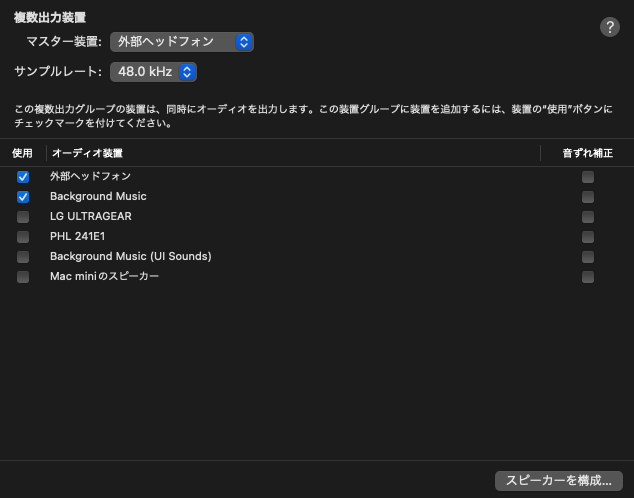 複数出力装置
?
マスター装置: 外部ヘッドフォン
サンプルレート: 48.0 kHz
この複数出力グループの装置は、同時にオーディオを出力します。この装置グループに装置を追加するには、装置の“使用”ボタンに
チェックマークを付けてください。
使用 オーディオ装置 音ずれ補正
外部ヘッドフォン
Background Music
LG ULTRAGEAR
PHL 241E1
Background Music (UI Sounds)
Mac miniのスピーカー
スピーカーを構成...